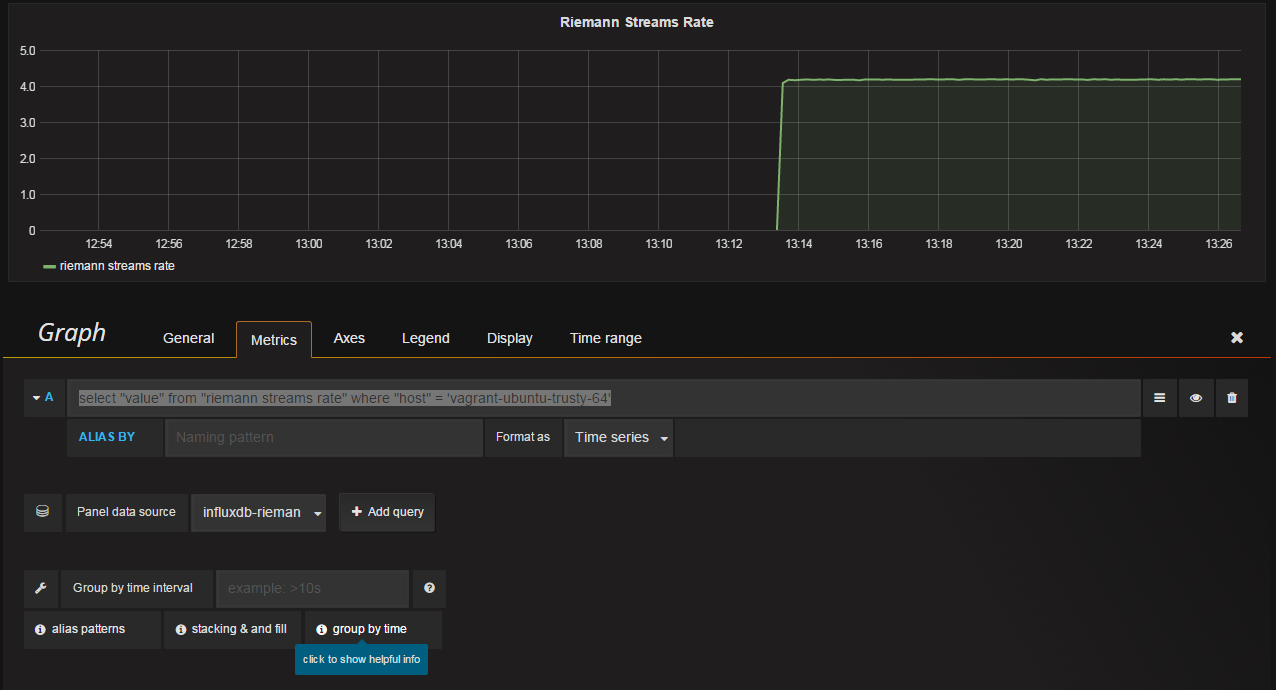 Riemann Streams Rate
5.0
4.0
3.0
2.0
1.0
0
12:54 12:56 12:58 13:00 13:02 13:04 13:06 13:08 13:10 13:12 13:14 13:16 13:18 13:20 13:22 13:24 13:26
riemann streams rate
Graph General Metrics Axes Legend Display Time range
A select "value" from "riemann streams rate" where "host" = 'vagrant-ubuntu-trusty-64'
ALIAS BY Naming pattern Format as Time series
Panel data source influxdb-rieman Add query
Group by time interval example: >10s
alias patterns stacking & and fill group by time
click to show helpful info